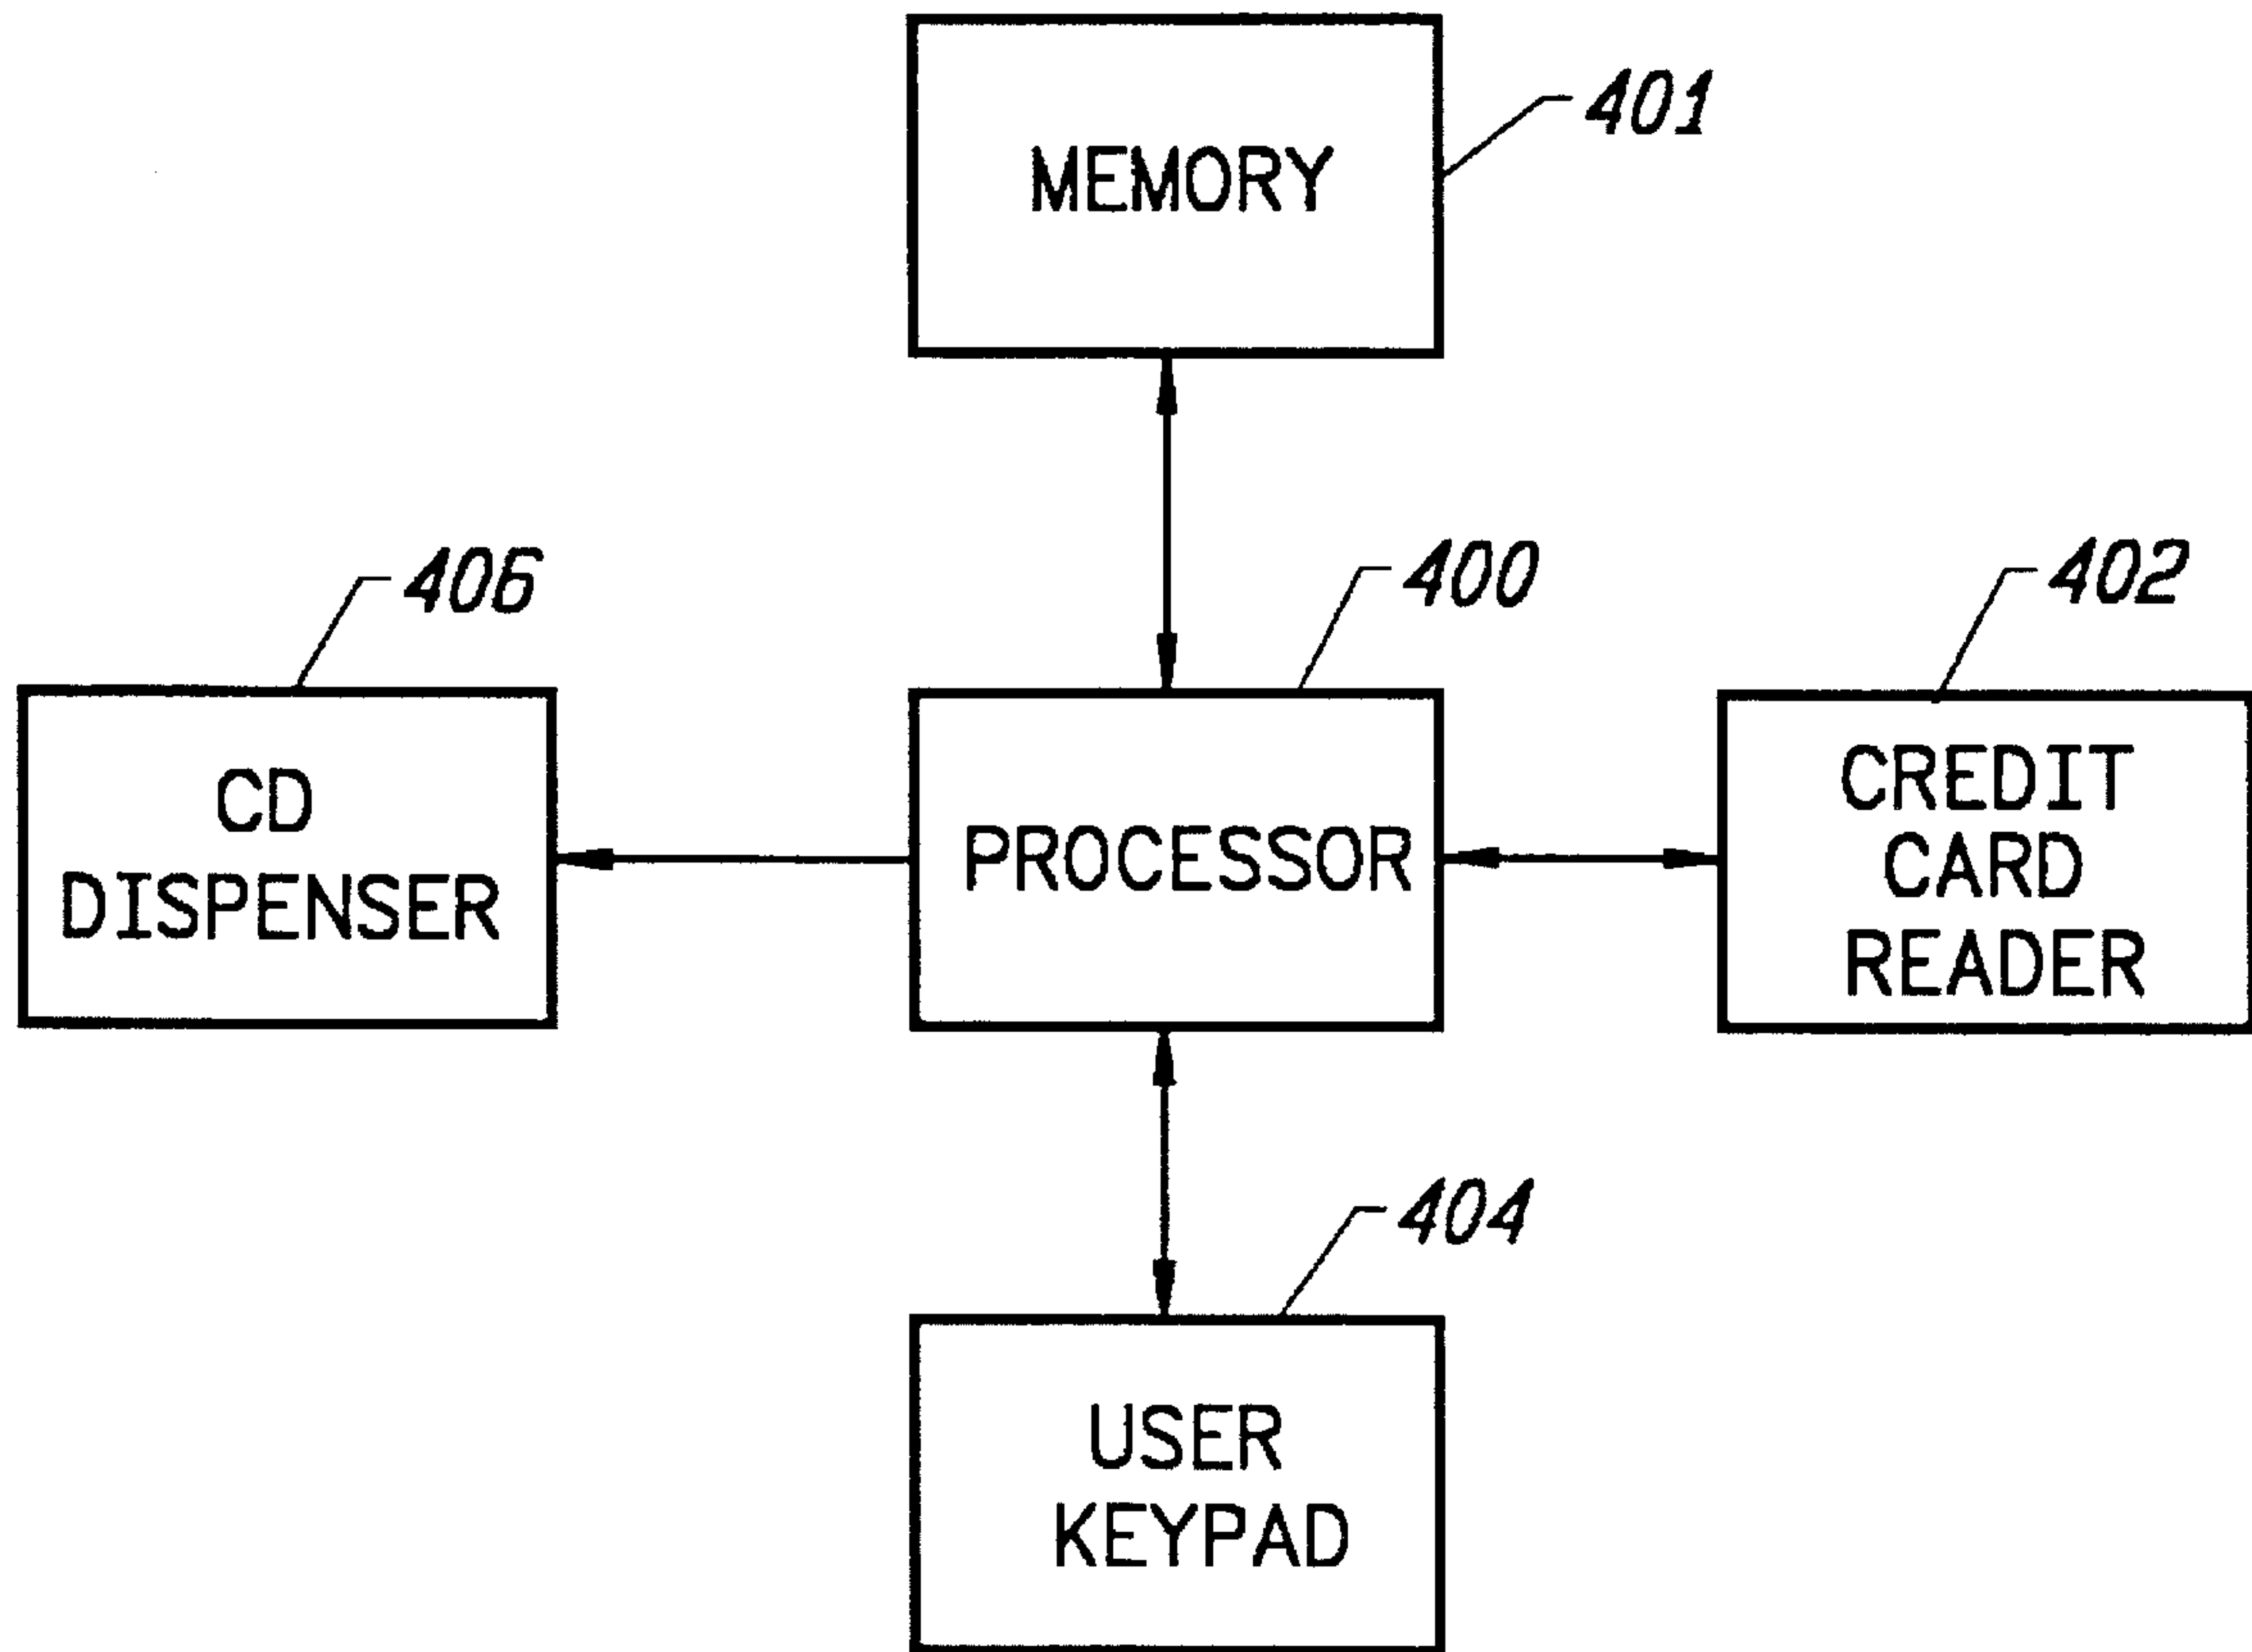 MEMORY
401
406
400
402
CD
DISPENSER
PROCESSOR
CREDIT
CARD
READER
404
USER
KEYPAD